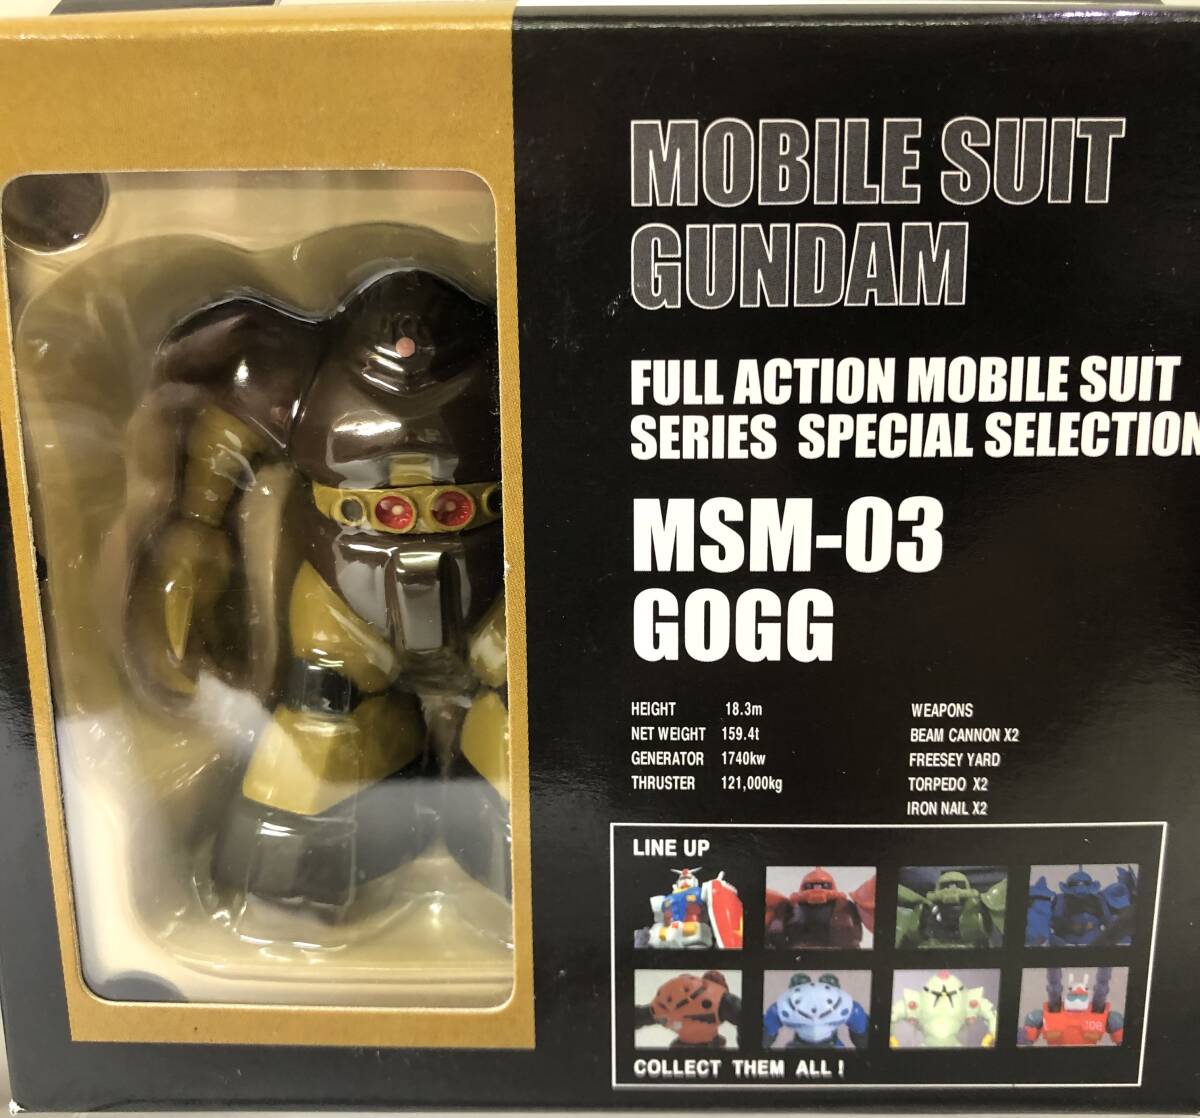 MOBILE SUIT
GUNDAM
FULL ACTION MOBILE SUIT
SERIES SPECIAL SELECTION
MSM-03
GOGG
HEIGHT 18.3m
NET WEIGHT 159.4t
GENERATOR 1740kw
THRUSTER 121,000kg
WEAPONS
BEAM CANNON X2
FREESEY YARD
TORPEDO X2
IRON NAIL X2
LINE UP
COLLECT THEM ALL!